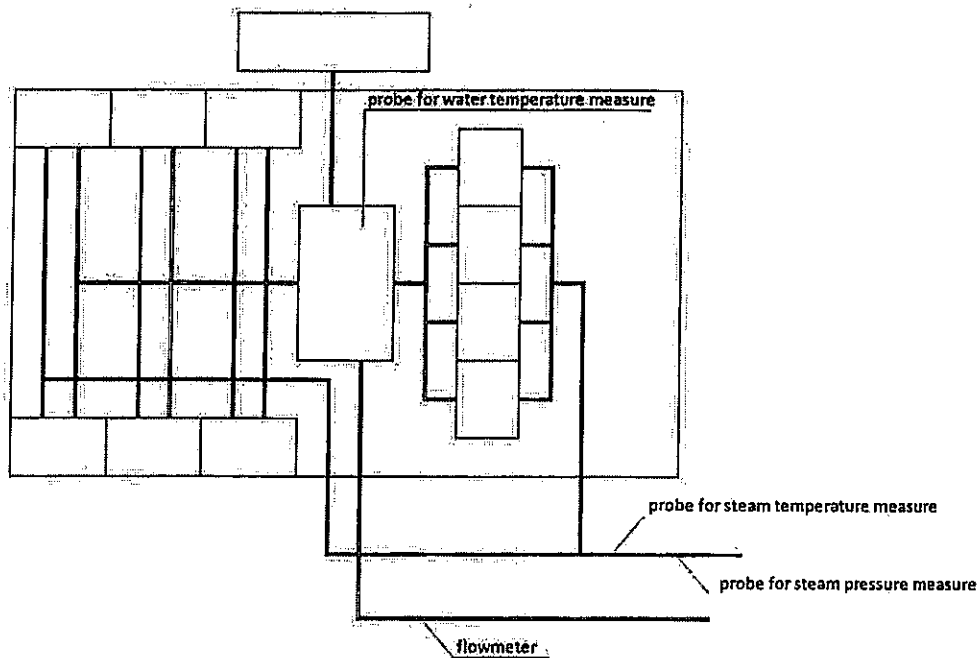 probe for water temperature measure
probe for steam temperature measure
probe for steam pressure measure
flowmeter